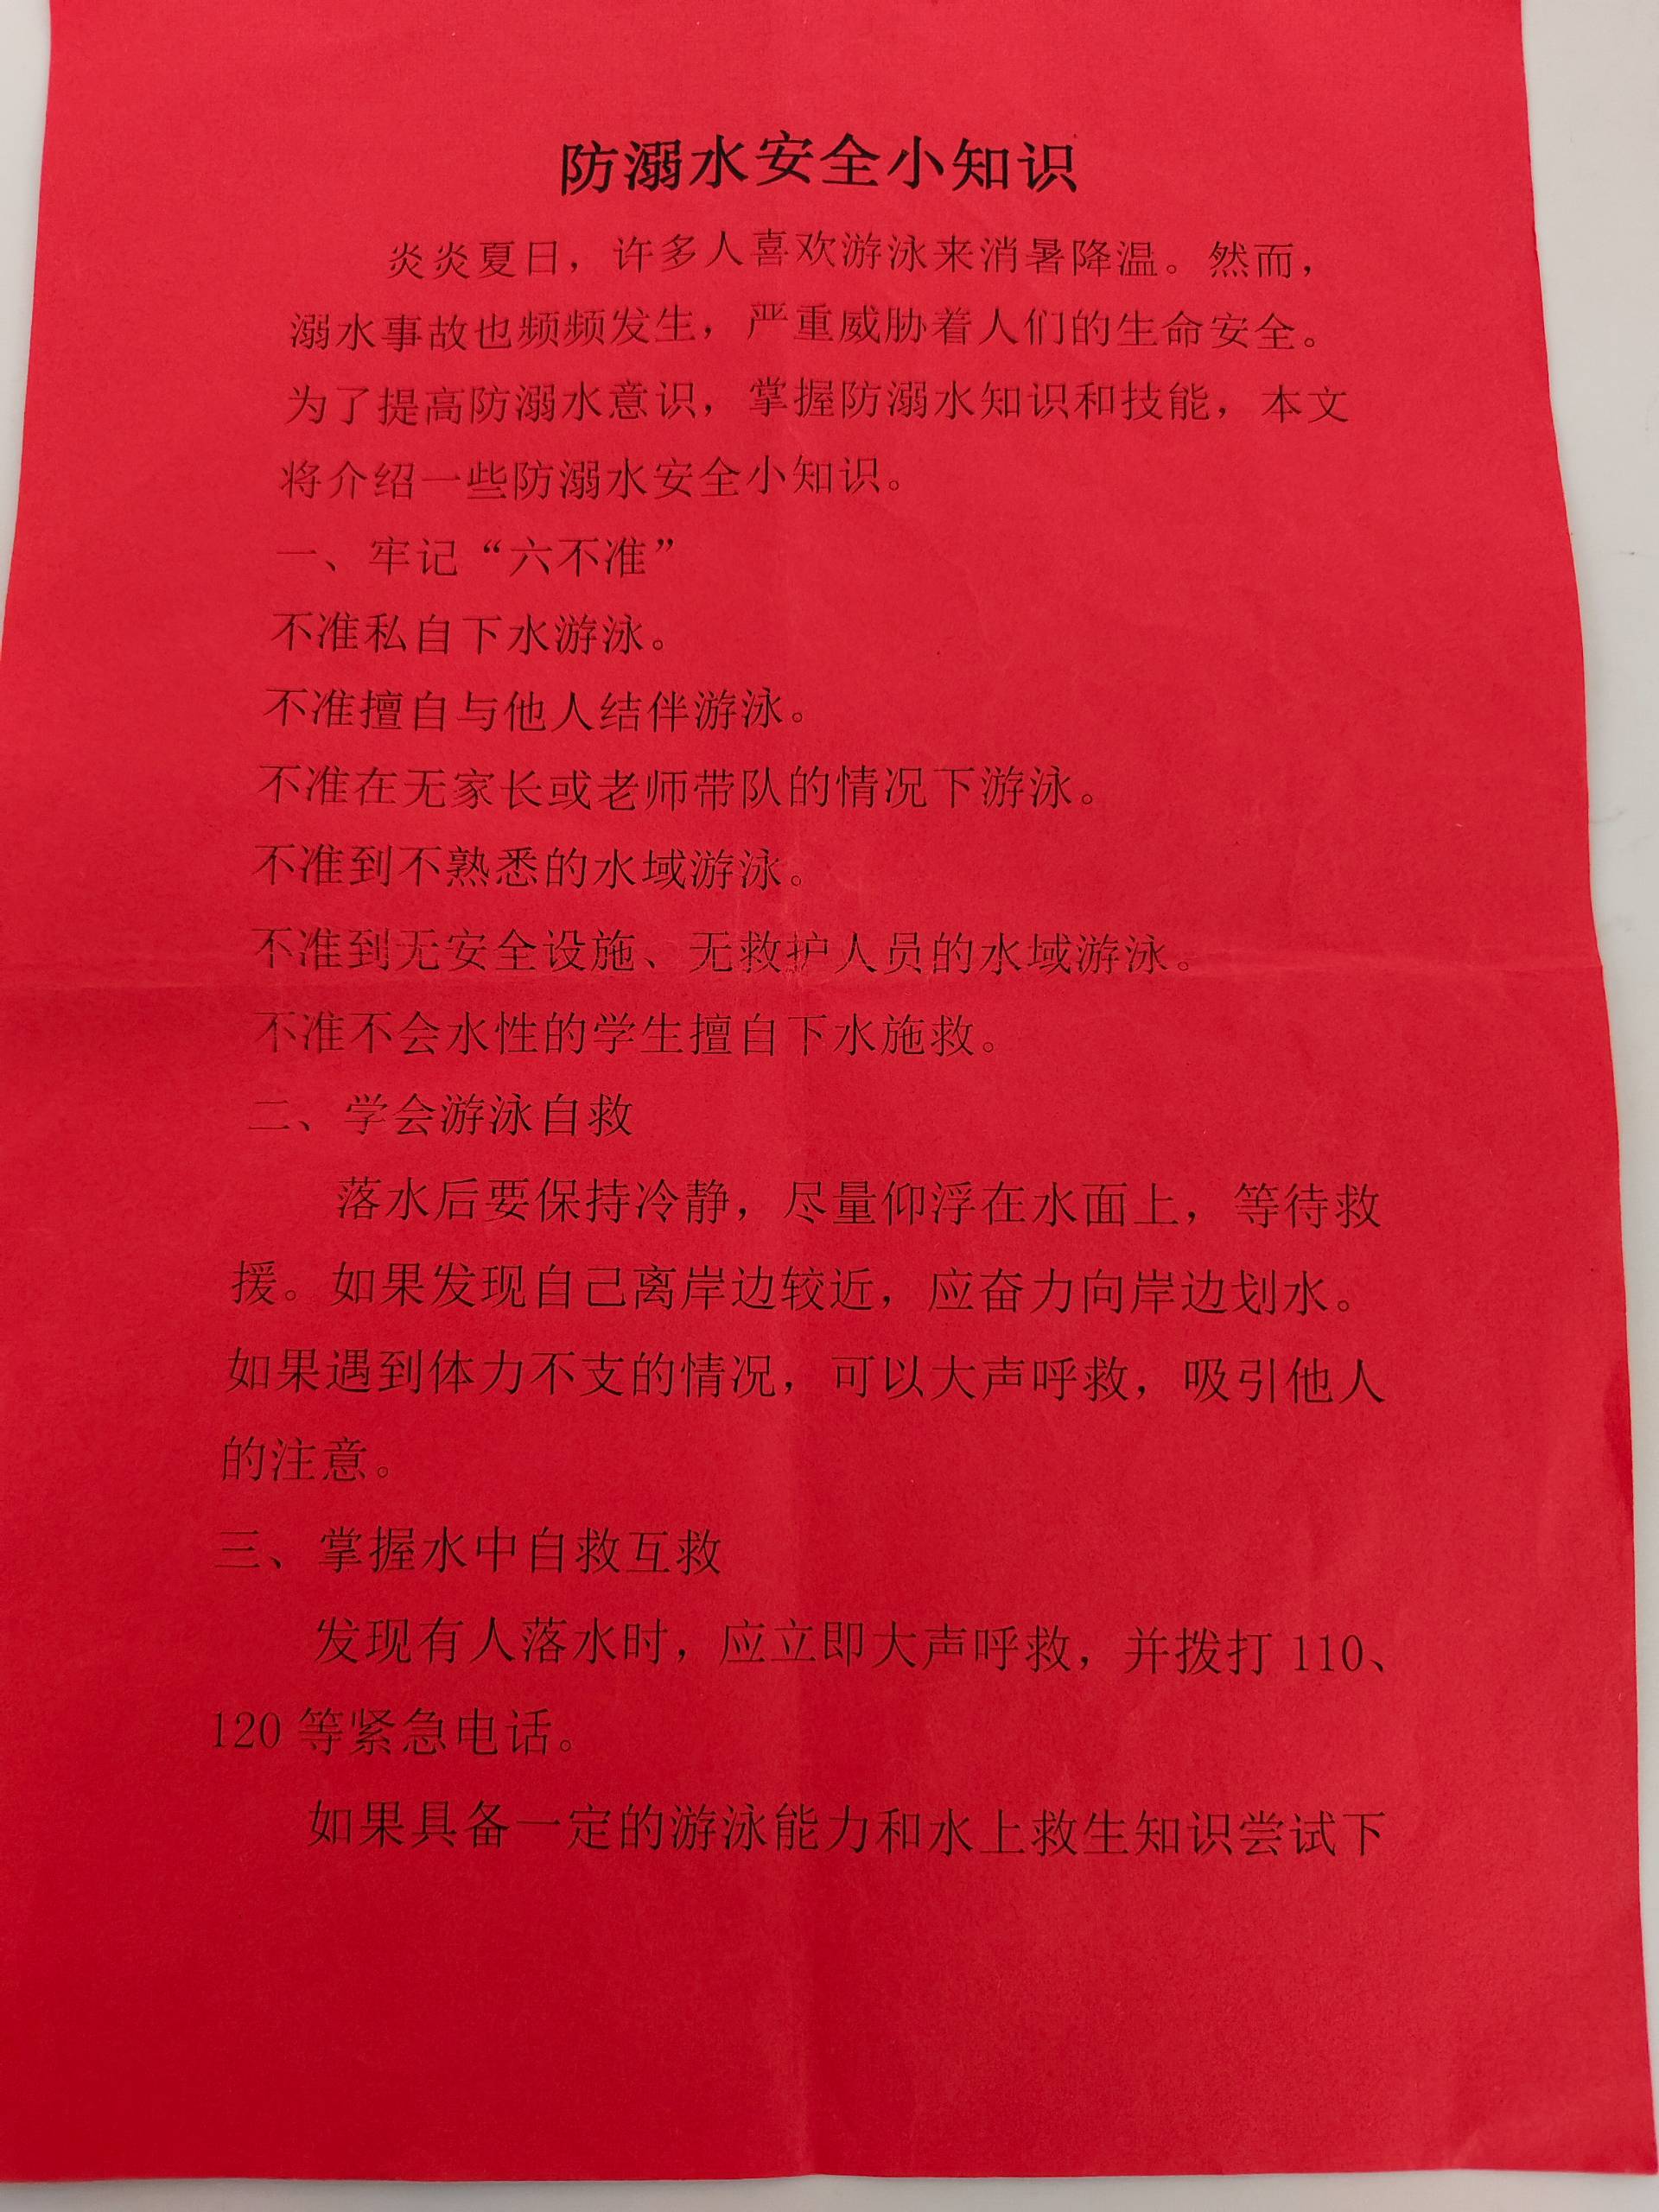 防溺水安全小知识
炎炎夏日，许多人喜欢游泳来消暑降温。然而，
溺水事故也频频发生，严重威胁着人们的生命安全。
为了提高防溺水意识，掌握防溺水知识和技能，本文
将介绍一些防溺水安全小知识。
一、牢记“六不准”
不准私自下水游泳。
不准擅自与他人结伴游泳。
不准在无家长或老师带队的情况下游泳。
不准到不熟悉的水域游泳。
不准到无安全设施、无救护人员的水域游泳。
不准不会水性的学生擅自下水施救。
二、学会游泳自救
落水后要保持冷静，尽量仰浮在水面上，等待救
援。如果发现自己离岸边较近，应奋力向岸边划水。
如果遇到体力不支的情况，可以大声呼救，吸引他人
的注意。
三、掌握水中自救互救
发现有人落水时，应立即大声呼救，并拨打 110、
120 等紧急电话。
如果具备一定的游泳能力和水上救生知识尝试下